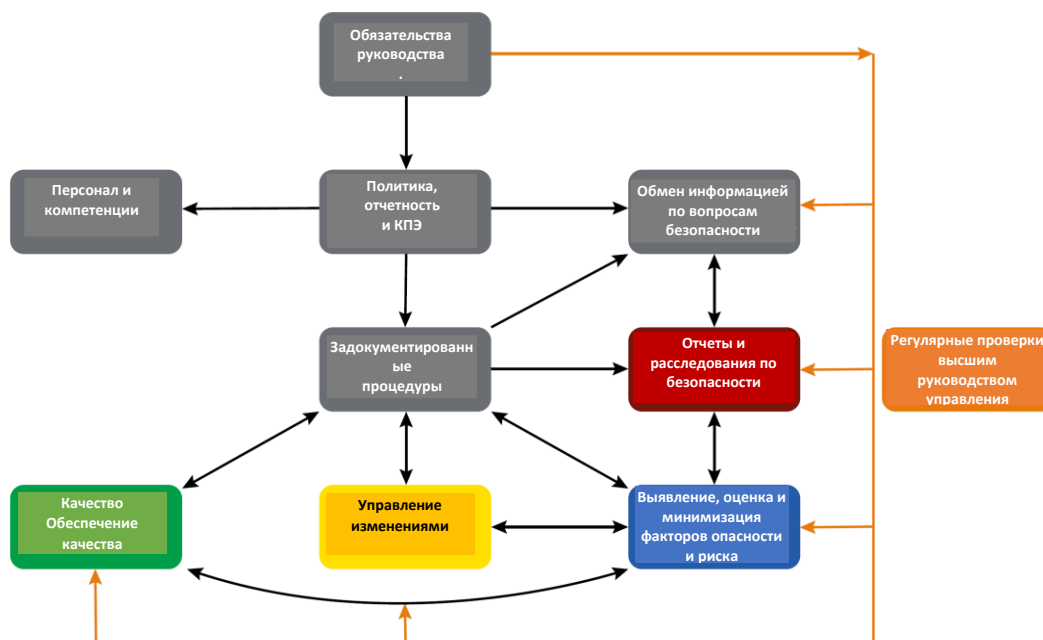 Обязательства
руководства
.
Персонал и
компетенции
Политика,
отчетность
и КПЭ
Обмен информацией
по вопросам
безопасности
Задокументированн
ые
процедуры
Отчеты и
расследования по
безопасности
Регулярные проверки
высшим
руководством
управления
Качество
Обеспечение
качества
Управление
изменениями
Выявление, оценка и
минимизация
факторов опасности
и риска